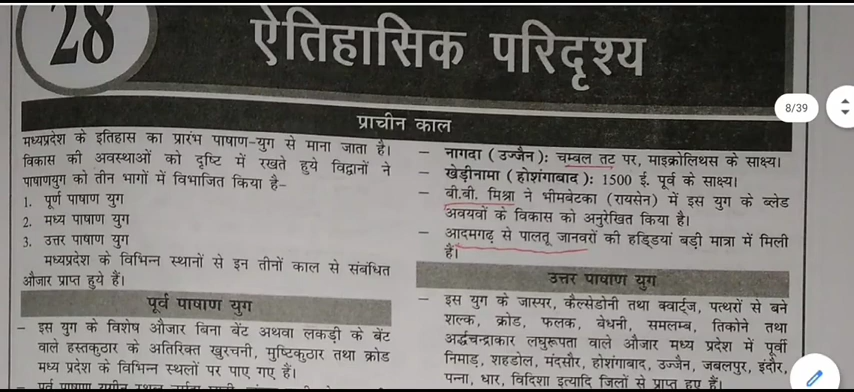 28
ऐतिहासिक परिदृश्य
8/39
प्राचीन काल
मध्यप्रदेश के इतिहास का प्रारंभ पाषाण-युग से माना जाता है।
विकास की अवस्थाओं को दृष्टि में रखते हुये विद्वानों ने
पाषाणयुग को तीन भागों में विभाजित किया है-
1. पूर्ण पाषाण युग
2. मध्य पाषाण युग
3. उत्तर पाषाण युग
मध्यप्रदेश के विभिन्न स्थानों से इन तीनों काल से संबंधित
औजार प्राप्त हुये हैं।
पूर्व पाषाण युग
– इस युग के विशेष औजार बिना बेंट अथवा लकड़ी के बेंट
वाले हस्तकुठार के अतिरिक्त खुरचनी, मुष्टिकुठार तथा क्रोड
मध्य प्रदेश के विभिन्न स्थलों पर पाए गए हैं।
– नागदा (उज्जैन): चम्बल तट पर, माइक्रोलिथस के साक्ष्य।
– खेड़ीनामा (होशंगाबाद): 1500 ई. पूर्व के साक्ष्य।
– बी.बी. मिश्रा ने भीमबेटका (रायसेन) में इस युग के ब्लेड
अवयवों के विकास को अनुरेखित किया है।
– आदमगढ़ से पालतू जानवरों की हड्डियां बड़ी मात्रा में मिली
हैं।
उत्तर पाषाण युग
– इस युग के जास्पर, कैल्सेडोनी तथा क्वार्ट्ज, पत्थरों से बने
शल्क, क्रोड, फलक, बेधनी, समलम्ब, तिकोने तथा
अर्द्धचन्द्राकार लघुरूपता वाले औजार मध्य प्रदेश में पूर्वी
निमाड़, शहडोल, मंदसौर, होशंगाबाद, उज्जैन, जबलपुर, इंदौर,
पन्ना, धार, विदिशा इत्यादि जिलों से प्राप्त हुए हैं।